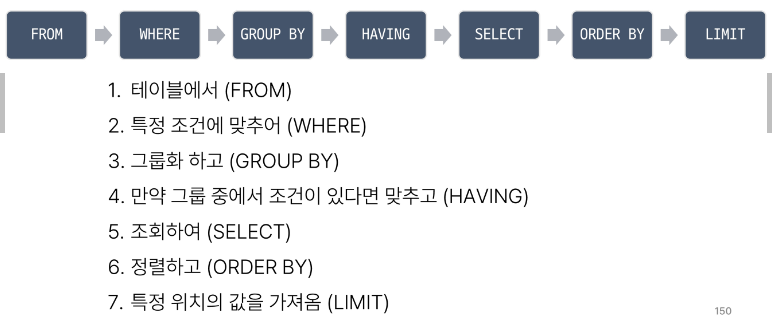 FROM WHERE GROUP BY HAVING SELECT ORDER BY LIMIT
1. 테이블에서 (FROM)
2. 특정 조건에 맞추어 (WHERE)
3. 그룹화 하고 (GROUP BY)
4. 만약 그룹 중에서 조건이 있다면 맞추고 (HAVING)
5. 조회하여 (SELECT)
6. 정렬하고 (ORDER BY)
7. 특정 위치의 값을 가져옴 (LIMIT)
150